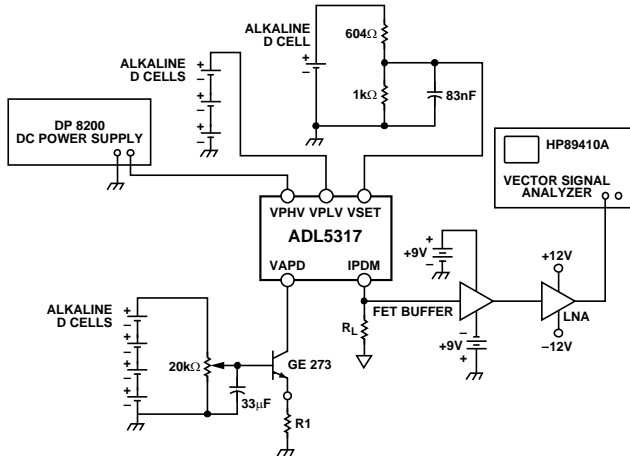 ALKALINE
D CELL
604Ω
1kΩ
83nF
ALKALINE
D CELLS
+
−
+
−
+
−
+
−
DP 8200
DC POWER SUPPLY
HP89410A
VECTOR SIGNAL
ANALYZER
VPHV VPLV VSET
ADL5317
VAPD IPDM
+9V
+
−
+12V
FET BUFFER
LNA
−12V
+9V
−
+
RL
ALKALINE
D CELLS
+
−
+
−
+
−
+
−
20kΩ
33µF
GE 273
R1